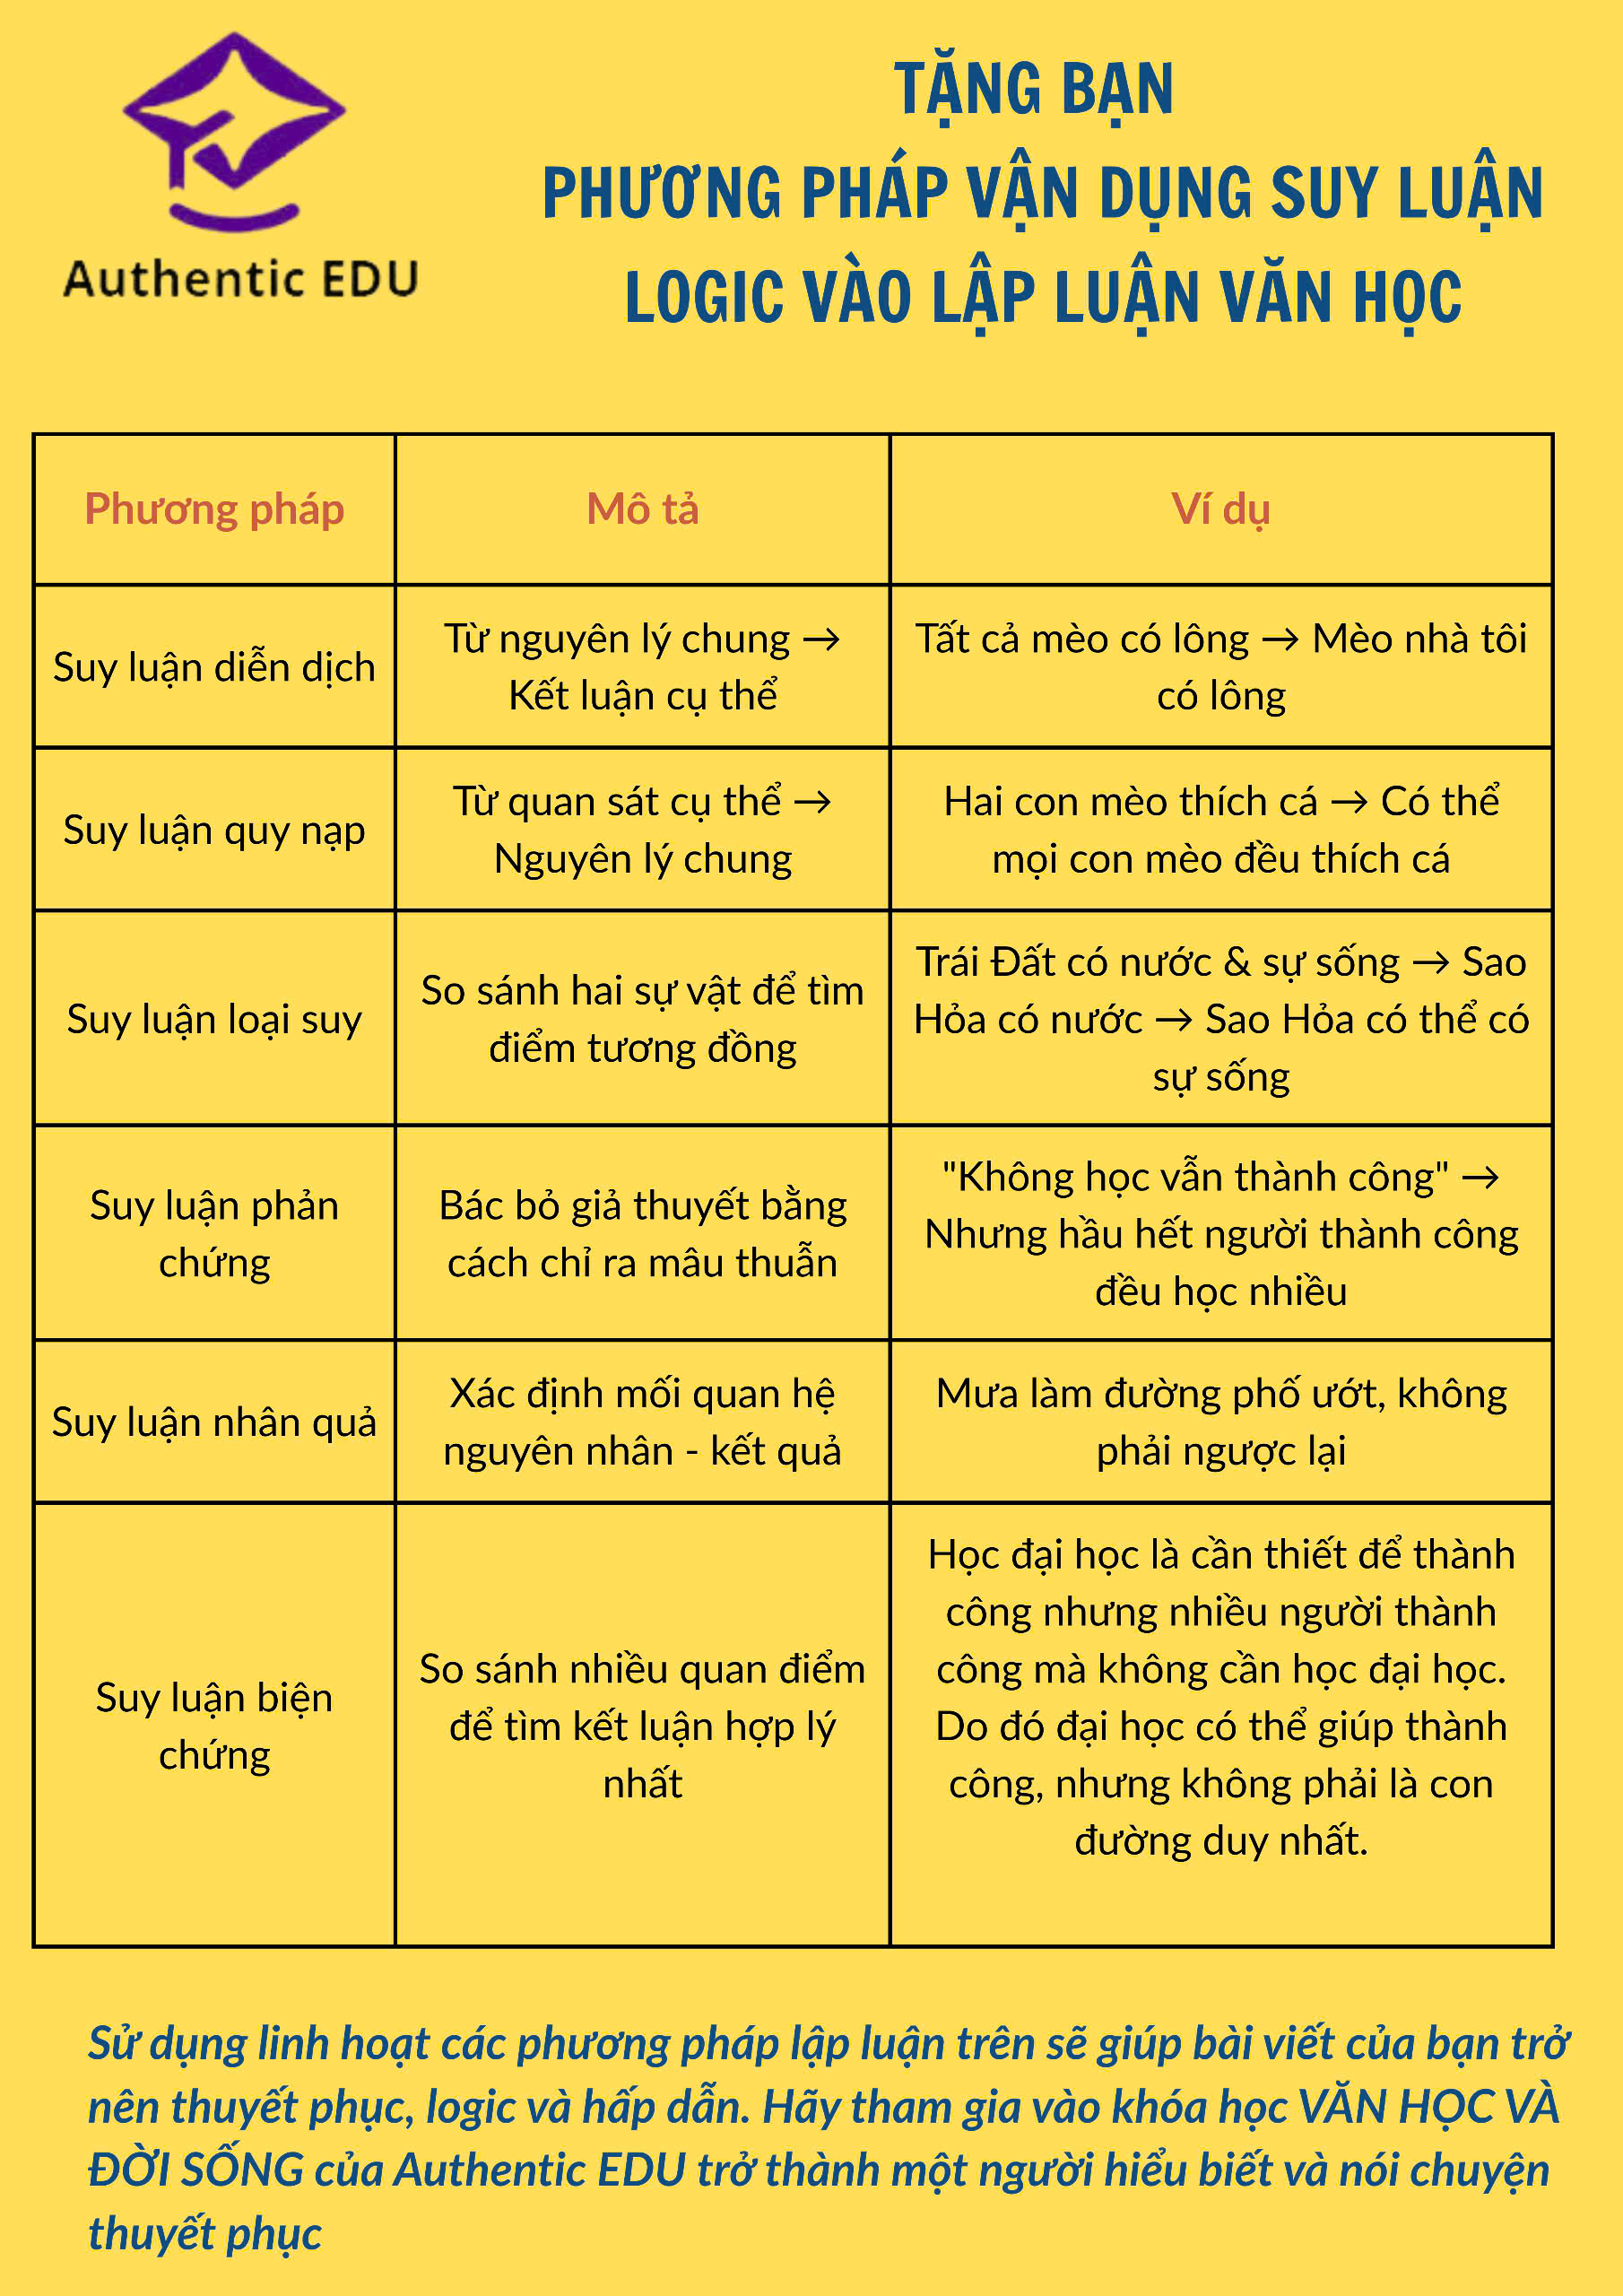 Authentic EDU
TẶNG BẠN
PHƯƠNG PHÁP VẬN DỤNG SUY LUẬN
LOGIC VÀO LẬP LUẬN VĂN HỌC
Phương pháp
Mô tả
Ví dụ
Suy luận diễn dịch
Từ nguyên lý chung →
Kết luận cụ thể
Tất cả mèo có lông → Mèo nhà tôi
có lông
Suy luận quy nạp
Từ quan sát cụ thể →
Nguyên lý chung
Hai con mèo thích cá → Có thể
mọi con mèo đều thích cá
Suy luận loại suy
So sánh hai sự vật để tìm
điểm tương đồng
Trái Đất có nước & sự sống → Sao
Hỏa có nước → Sao Hỏa có thể có
sự sống
Suy luận phản
chứng
Bác bỏ giả thuyết bằng
cách chỉ ra mâu thuẫn
"Không học vẫn thành công" →
Nhưng hầu hết người thành công
đều học nhiều
Suy luận nhân quả
Xác định mối quan hệ
nguyên nhân - kết quả
Mưa làm đường phố ướt, không
phải ngược lại
Suy luận biện
chứng
So sánh nhiều quan điểm
để tìm kết luận hợp lý
nhất
Học đại học là cần thiết để thành
công nhưng nhiều người thành
công mà không cần học đại học.
Do đó đại học có thể giúp thành
công, nhưng không phải là con
đường duy nhất.
Sử dụng linh hoạt các phương pháp lập luận trên sẽ giúp bài viết của bạn trở
nên thuyết phục, logic và hấp dẫn. Hãy tham gia vào khóa học VĂN HỌC VÀ
ĐỜI SỐNG của Authentic EDU trở thành một người hiểu biết và nói chuyện
thuyết phục